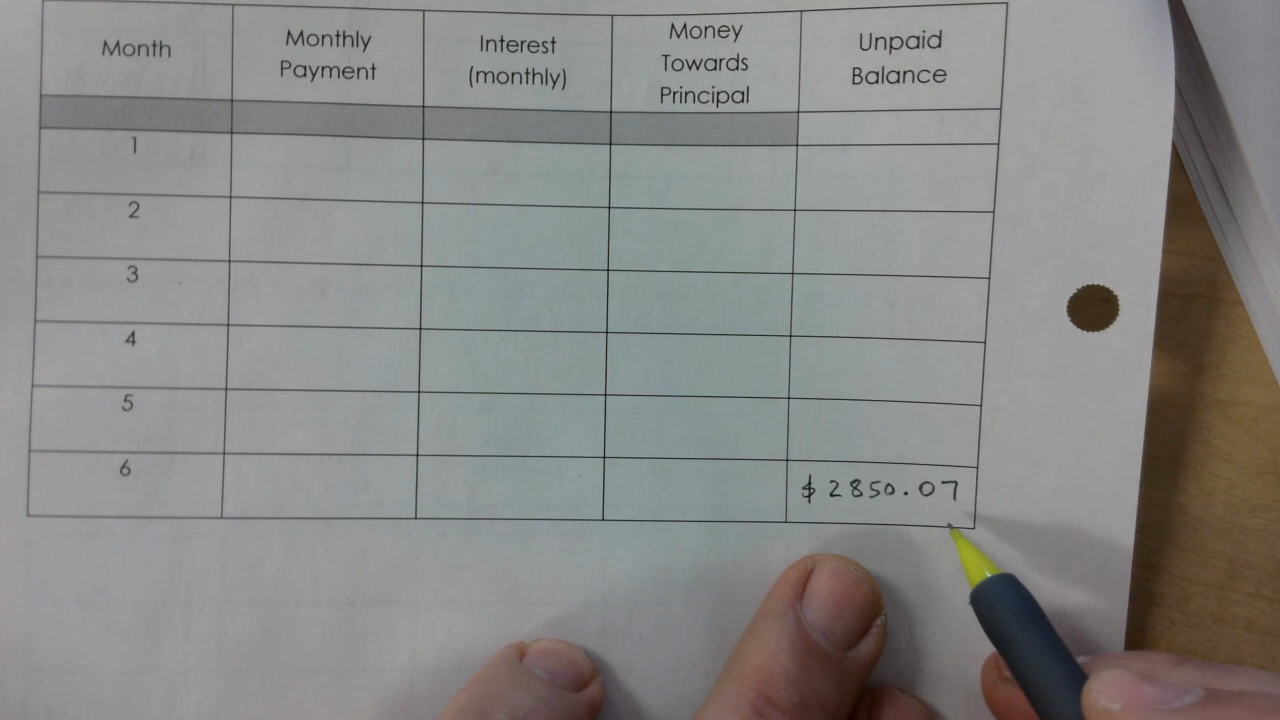 Month
Monthly
Payment
Interest
(monthly)
Money
Towards
Principal
Unpaid
Balance
1
2
3
4
5
6
$ 2850.07